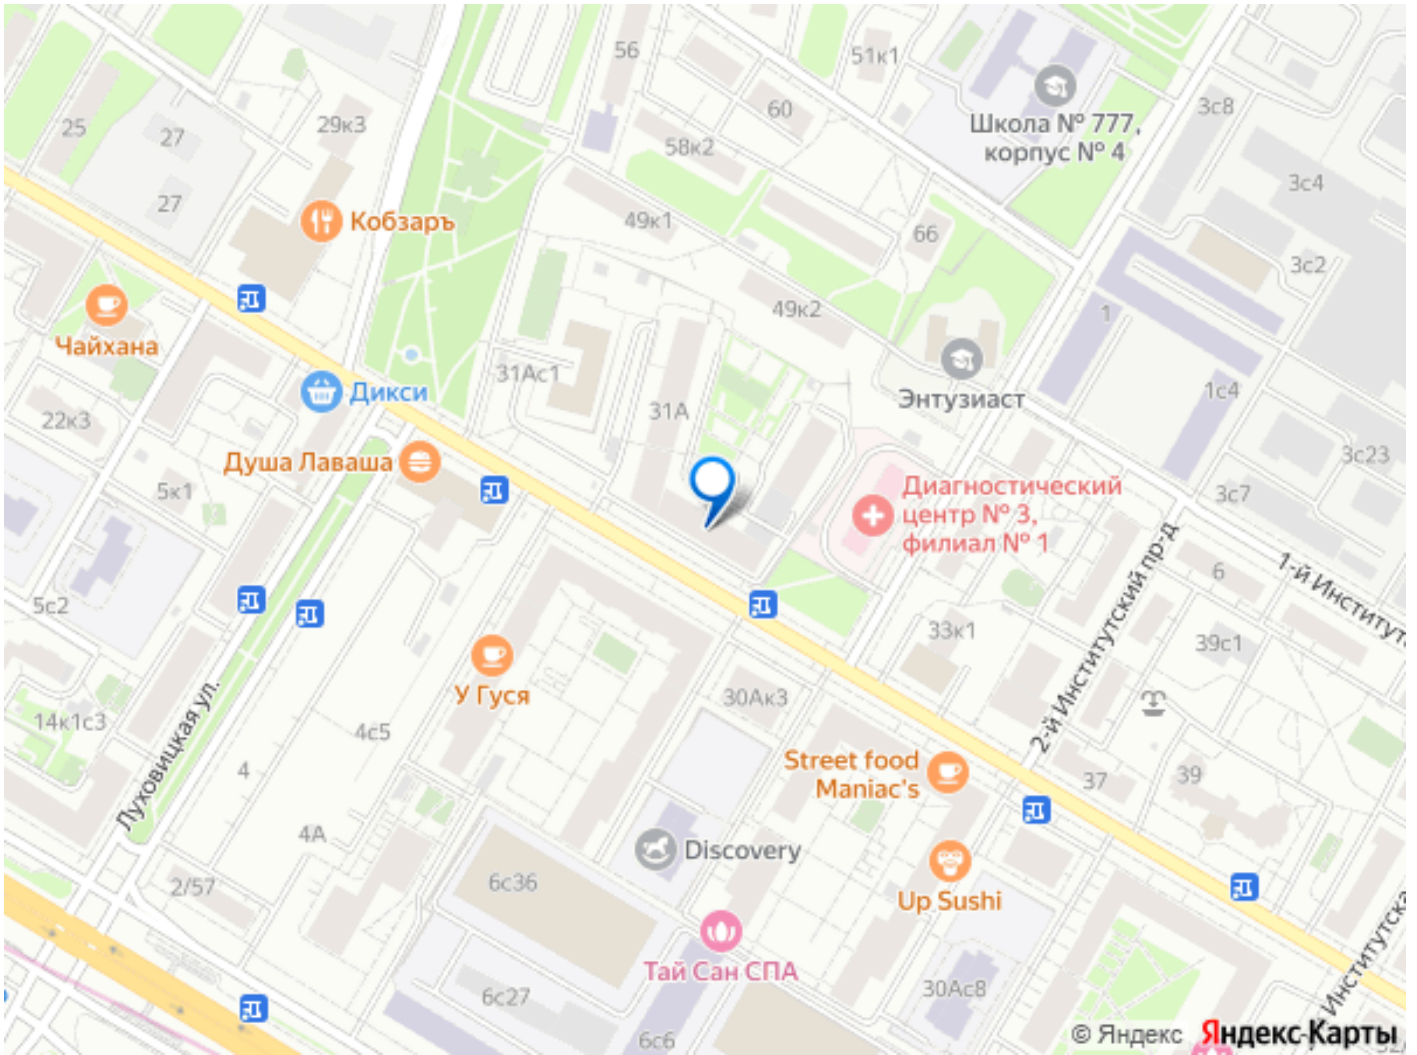 56
51к1
60
3с8
Школа № 777,
корпус № 4
25
27
29к3
58к2
3с4
27
Кобзаръ
49к1
66
3с2
49к2
1
Чайхана
31Ас1
Дикси
Энтузиаст
1с4
22к3
31А
3с23
Душа Лаваша
5к1
Диагностический
центр № 3,
филиал № 1
3с7
2-й Институтский пр-д
1-й Института
6
5с2
33к1
39с1
У Гуся
30Ак3
14к1с3
Луховицкая ул.
4с5
4
Street food
Maniac's
37
39
4А
Discovery
2/57
6с36
Up Sushi
Тай Сан СПА
30Ас8
6с27
6с6
й Институтска
© Яндекс Яндекс Карты